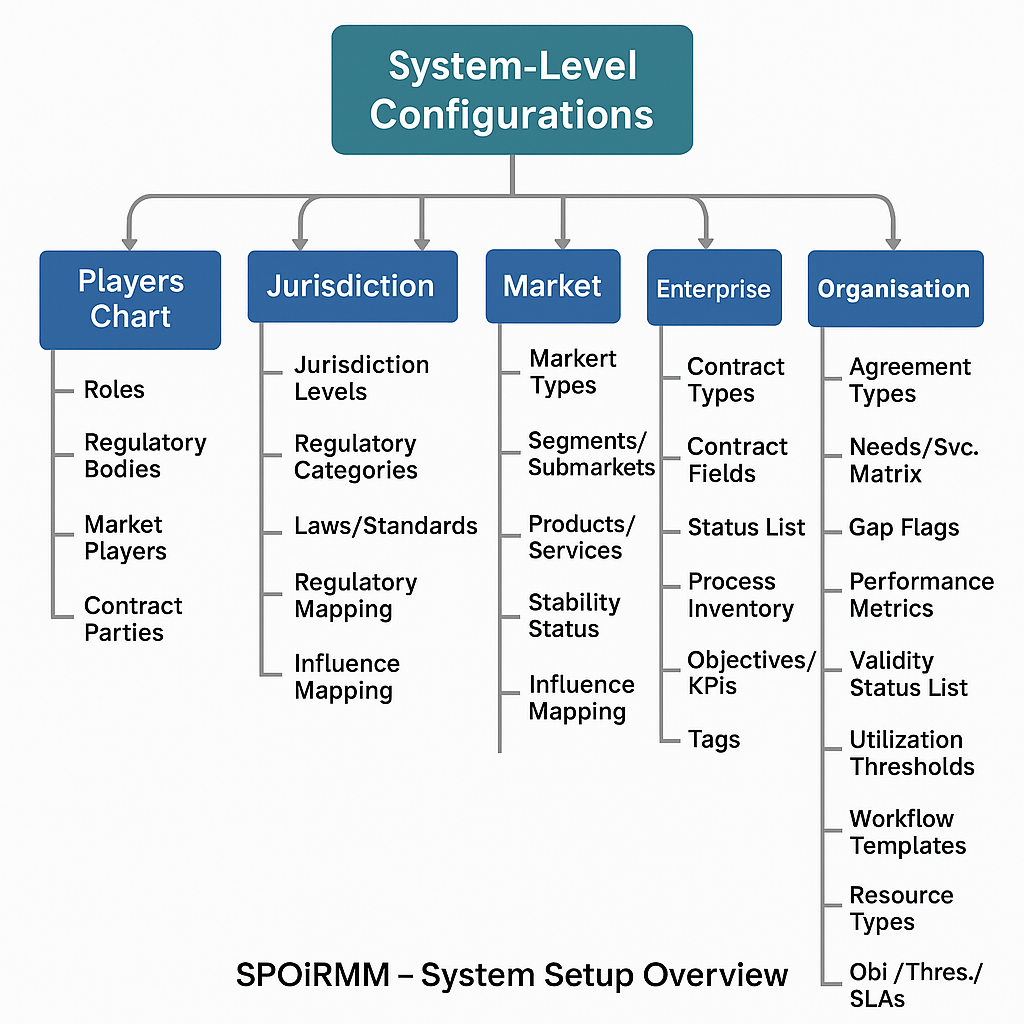 System-Level
Configurations
Players
Chart
Roles
Regulatory
Bodies
Market
Players
Contract
Parties
Jurisdiction
Jurisdiction
Levels
Regulatory
Categories
Laws/Standards
Regulatory
Mapping
Influence
Mapping
Market
Markert
Types
Segments/
Submarkets
Products/
Services
Stability
Status
Influence
Mapping
Enterprise
Contract
Types
Contract
Fields
Status List
Process
Inventory
Objectives/
KPis
Tags
Organisation
Agreement
Types
Needs/Svc.
Matrix
Gap Flags
Performance
Metrics
Validity
Status List
Utilization
Thresholds
Workflow
Templates
Resource
Types
Obi /Thres./
SLAs
SPOiRMM – System Setup Overview